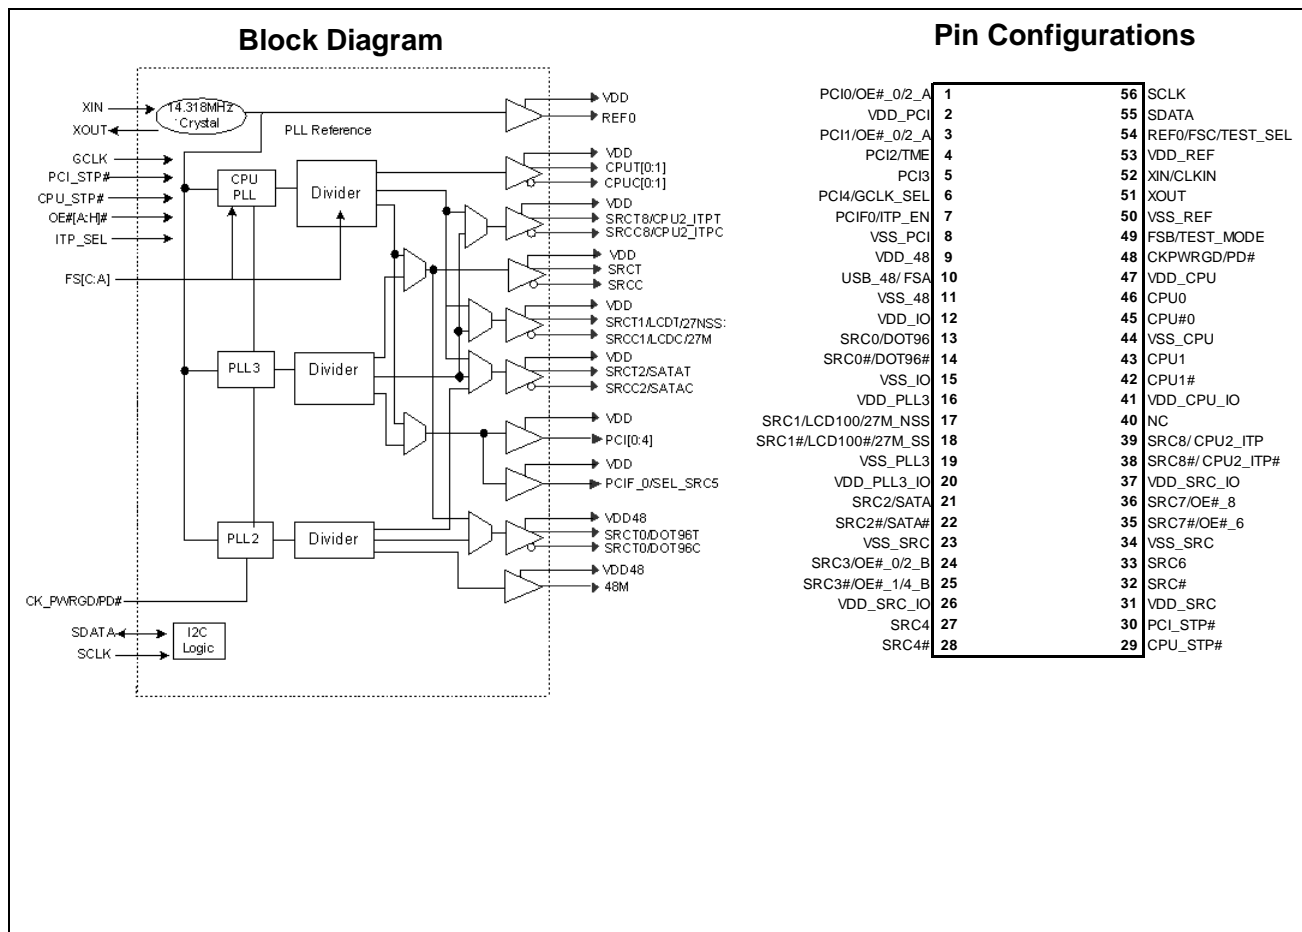 Block Diagram
XIN
XOUT
GCLK
PCI_STP#
CPU_STP#
OE#[A:H]#
ITP_SEL
FS[C:A]
CK_PWRGD/PD#
SDATA
SCLK
14.318MHz
Crystal
PLL Reference
CPU
PLL
Divider
PLL3
Divider
PLL2
Divider
I2C
Logic
VDD
REF0
VDD
CPUT[0:1]
CPUC[0:1]
VDD
SRCT8/CPU2_ITPT
SRCC8/CPU2_ITPC
VDD
SRCT
SRCC
VDD
SRCT1/LCDT/27NSS
SRCC1/LCDC/27M
VDD
SRCT2/SATAT
SRCC2/SATAC
VDD
PCI[0:4]
VDD
PCIF_0/SEL_SRC5
VDD48
SRCT0/DOT96T
SRCT0/DOT96C
VDD48
48M
Pin Configurations
PCI0/OE#_0/2_A 1 56 SCLK
VDD_PCI 2 55 SDATA
PCI1/OE#_0/2_A 3 54 REF0/FSC/TEST_SEL
PCI2/TME 4 53 VDD_REF
PCI3 5 52 XIN/CLKIN
PCI4/GCLK_SEL 6 51 XOUT
PCIF0/ITP_EN 7 50 VSS_REF
VSS_PCI 8 49 FSB/TEST_MODE
VDD_48 9 48 CKPWRGD/PD#
USB_48/ FSA 10 47 VDD_CPU
VSS_48 11 46 CPU0
VDD_IO 12 45 CPU#0
SRC0/DOT96 13 44 VSS_CPU
SRC0#/DOT96# 14 43 CPU1
VSS_IO 15 42 CPU1#
VDD_PLL3 16 41 VDD_CPU_IO
SRC1/LCD100/27M_NSS 17 40 NC
SRC1#/LCD100#/27M_SS 18 39 SRC8/ CPU2_ITP
VSS_PLL3 19 38 SRC8#/ CPU2_ITP#
VDD_PLL3_IO 20 37 VDD_SRC_IO
SRC2/SATA 21 36 SRC7/OE#_8
SRC2#/SATA# 22 35 SRC7#/OE#_6
VSS_SRC 23 34 VSS_SRC
SRC3/OE#_0/2_B 24 33 SRC6
SRC3#/OE#_1/4_B 25 32 SRC#
VDD_SRC_IO 26 31 VDD_SRC
SRC4 27 30 PCI_STP#
SRC4# 28 29 CPU_STP#